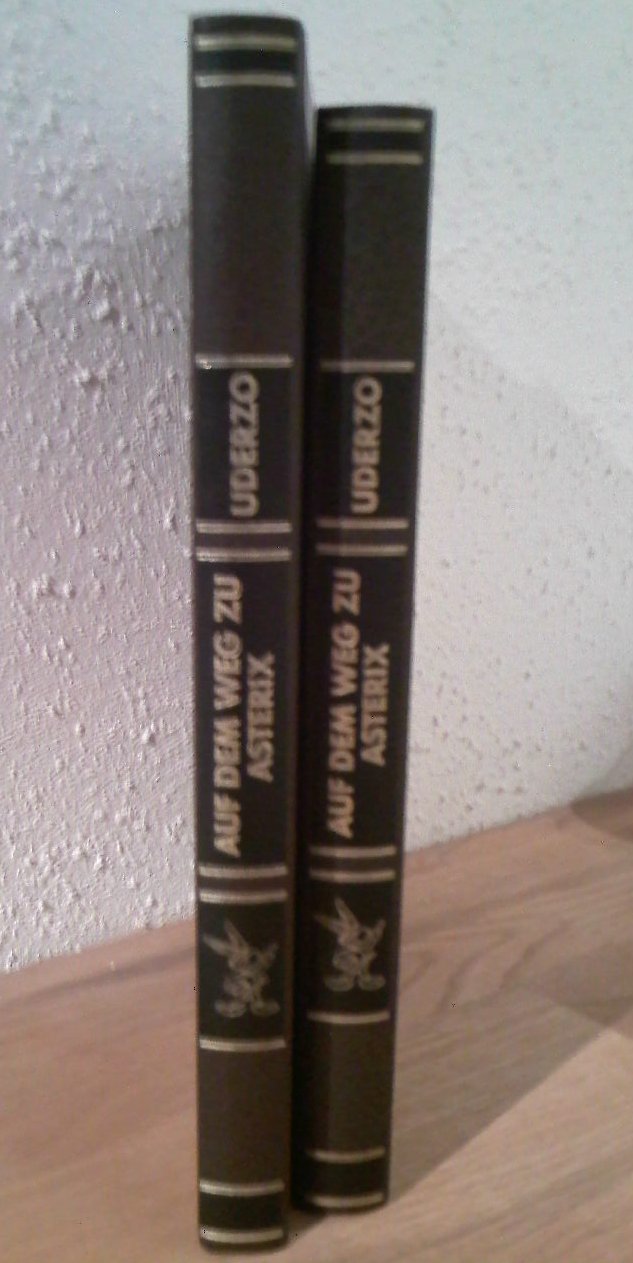 UDERZO
AUF DEM WEG ZU
ASTERIX
UDERZO
AUF DEM WEG ZU
ASTERIX